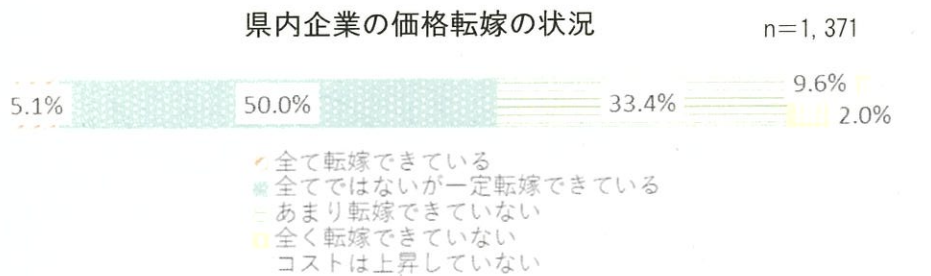 県内企業の価格転嫁の状況
n=1,371
5.1% 50.0% 33.4% 9.6% 2.0%
全て転嫁できている
全てではないが一定転嫁できている
あまり転嫁できていない
全く転嫁できていない
コストは上昇していない